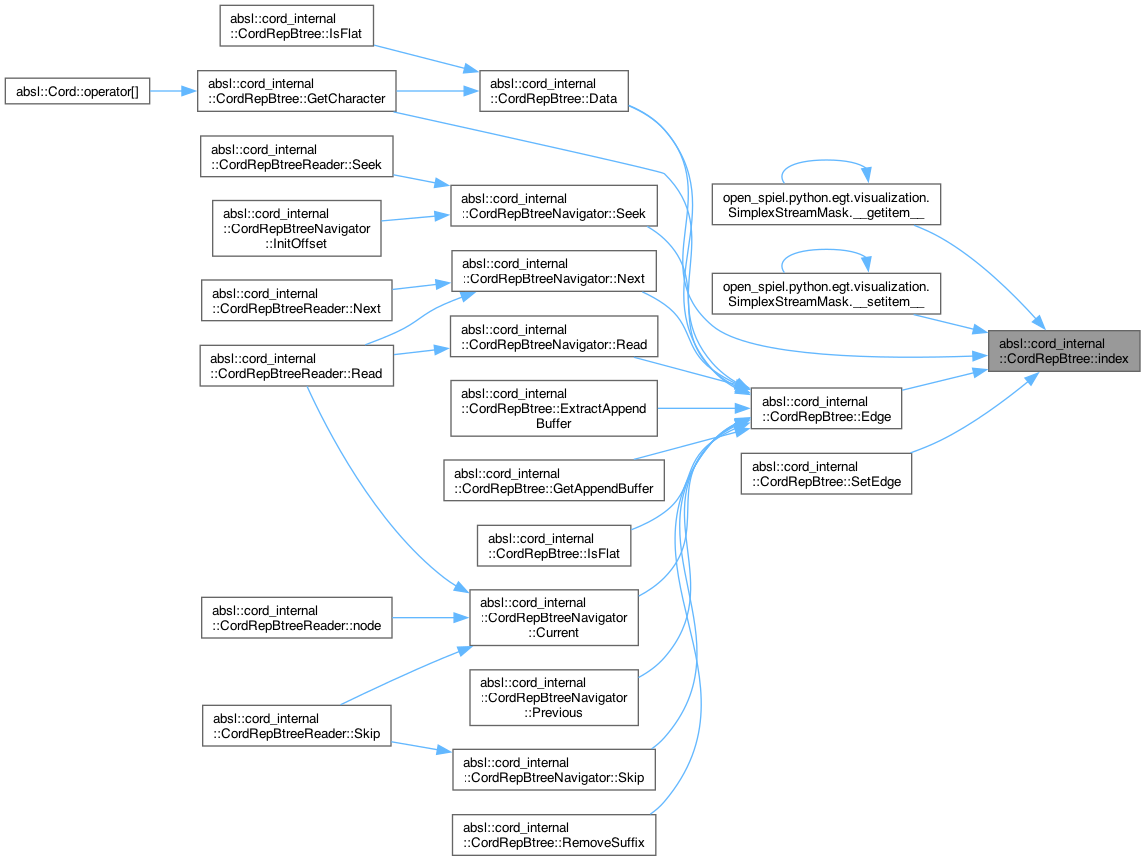 absl::cord_internal
::CordRepBtree::IsFlat
absl::Cord::operator[]
absl::cord_internal
::CordRepBtree::GetCharacter
absl::cord_internal
::CordRepBtree::Data
absl::cord_internal
::CordRepBtreeReader::Seek
absl::cord_internal
::CordRepBtreeNavigator
::InitOffset
absl::cord_internal
::CordRepBtreeNavigator::Seek
open_spiel.python.egt.visualization.
SimplexStreamMask.__getitem__
absl::cord_internal
::CordRepBtreeReader::Next
absl::cord_internal
::CordRepBtreeNavigator::Next
open_spiel.python.egt.visualization.
SimplexStreamMask.__setitem__
absl::cord_internal
::CordRepBtreeReader::Read
absl::cord_internal
::CordRepBtreeNavigator::Read
absl::cord_internal
::CordRepBtree::index
absl::cord_internal
::CordRepBtree::ExtractAppend
Buffer
absl::cord_internal
::CordRepBtree::Edge
absl::cord_internal
::CordRepBtree::GetAppendBuffer
absl::cord_internal
::CordRepBtree::SetEdge
absl::cord_internal
::CordRepBtree::IsFlat
absl::cord_internal
::CordRepBtreeReader::node
absl::cord_internal
::CordRepBtreeNavigator
::Current
absl::cord_internal
::CordRepBtreeNavigator
::Previous
absl::cord_internal
::CordRepBtreeReader::Skip
absl::cord_internal
::CordRepBtreeNavigator::Skip
absl::cord_internal
::CordRepBtree::RemoveSuffix